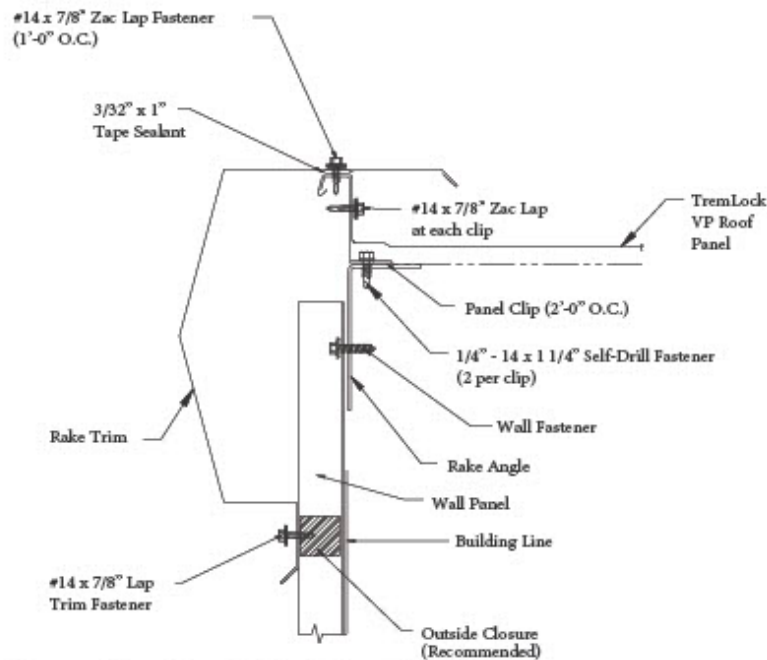 #14 x 7/8" Zac Lap Fastener
(1'-0" O.C.)
3/32" x 1"
Tape Sealant
#14 x 7/8" Zac Lap
at each clip
TremLock
VP Roof
Panel
Panel Clip (2'-0" O.C.)
1/4" - 14 x 1 1/4" Self-Drill Fastener
(2 per clip)
Wall Fastener
Rake Trim
Rake Angle
Wall Panel
Building Line
#14 x 7/8" Lap
Trim Fastener
Outside Closure
(Recommended)